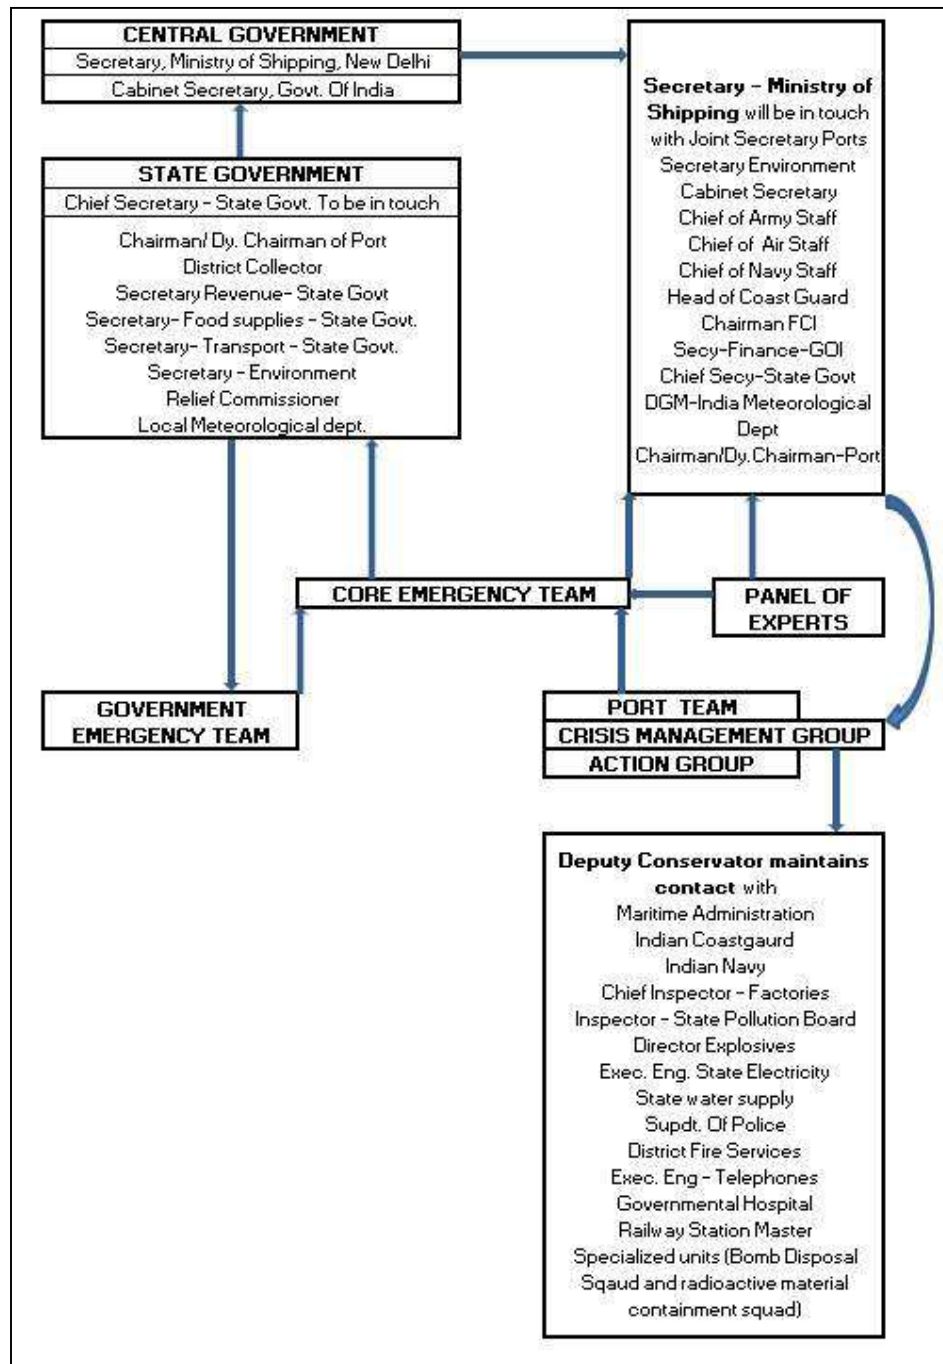 CENTRAL GOVERNMENT
Secretary, Ministry of Shipping, New Delhi
Cabinet Secretary, Govt. Of India
STATE GOVERNMENT
Chief Secretary - State Govt. To be in touch
Chairman/ Dy. Chairman of Port
District Collector
Secretary Revenue- State Govt
Secretary- Food supplies - State Govt.
Secretary- Transport - State Govt.
Secretary - Environment
Relief Commissioner
Local Meteorological dept.
Secretary - Ministry of
Shipping will be in touch
with Joint Secretary Ports
Secretary Environment
Cabinet Secretary
Chief of Army Staff
Chief of Air Staff
Chief of Navy Staff
Head of Coast Guard
Chairman FCI
Secy-Finance-GOI
Chief Secy-State Govt
DGM-India Meteorological
Dept
Chairman/Dy.Chairman-Port
CORE EMERGENCY TEAM
PANEL OF
EXPERTS
GOVERNMENT
EMERGENCY TEAM
PORT TEAM
CRISIS MANAGEMENT GROUP
ACTION GROUP
Deputy Conservator maintains
contact with
Maritime Administration
Indian Coastgaurd
Indian Navy
Chief Inspector - Factories
Inspector - State Pollution Board
Director Explosives
Exec. Eng. State Electricity
State water supply
Supdt. Of Police
District Fire Services
Exec. Eng - Telephones
Governmental Hospital
Railway Station Master
Specialized units (Bomb Disposal
Sqaud and radioactive material
containment squad)